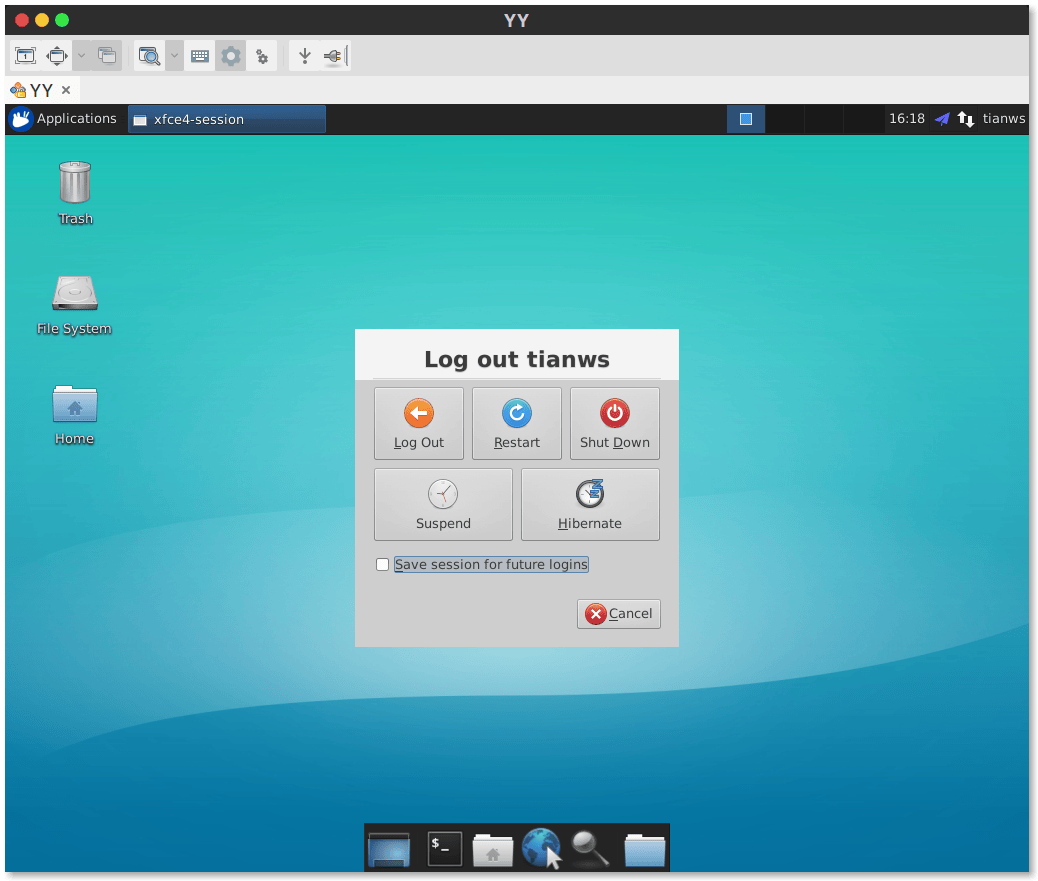 YY
YY
Applications xfce4-session 16:18 tianws
Trash
File System
Home
Log out tianws
Log Out Restart Shut Down
Suspend Hibernate
Save session for future logins
Cancel
$_